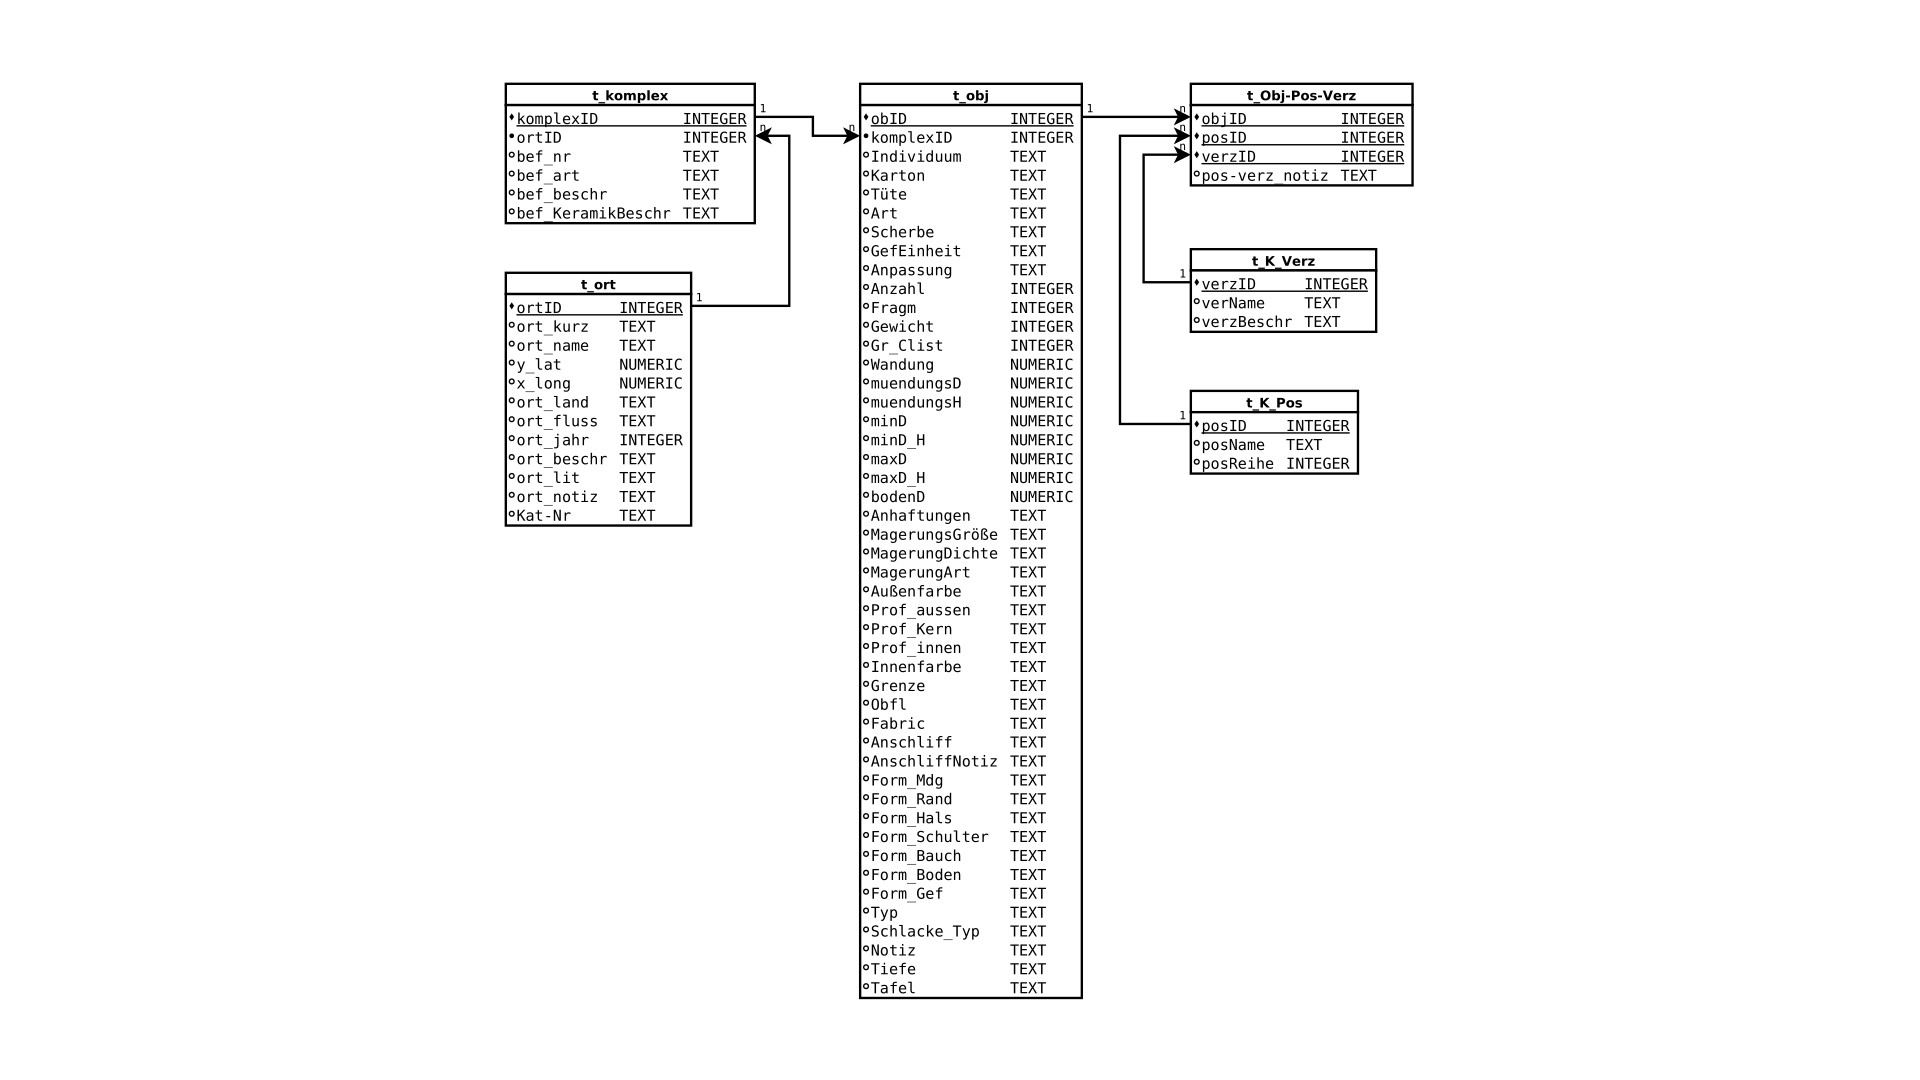 t_komplex
komplexID INTEGER
ortID INTEGER
bef_nr TEXT
bef_art TEXT
bef_beschr TEXT
bef_KeramikBeschr TEXT
1
n
t_ort
ortID INTEGER
ort_kurz TEXT
ort_name TEXT
y_lat NUMERIC
x_long NUMERIC
ort_land TEXT
ort_fluss TEXT
ort_jahr INTEGER
ort_beschr TEXT
ort_lit TEXT
ort_notiz TEXT
Kat-Nr TEXT
1
n
t_obj
obID INTEGER
komplexID INTEGER
Individuum TEXT
Karton TEXT
Tüte TEXT
Art TEXT
Scherbe TEXT
GefEinheit TEXT
Anpassung TEXT
Anzahl INTEGER
Fragm INTEGER
Gewicht INTEGER
Gr_Clist INTEGER
Wandung NUMERIC
muendungsD NUMERIC
muendungsH NUMERIC
minD NUMERIC
minD_H NUMERIC
maxD NUMERIC
maxD_H NUMERIC
bodenD NUMERIC
Anhaftungen TEXT
MagerungsGröße TEXT
MagerungDichte TEXT
MagerungArt TEXT
Außenfarbe TEXT
Prof_aussen TEXT
Prof_Kern TEXT
Prof_innen TEXT
Innenfarbe TEXT
Grenze TEXT
Obfl TEXT
Fabric TEXT
Anschliff TEXT
AnschliffNotiz TEXT
Form_Mdg TEXT
Form_Rand TEXT
Form_Hals TEXT
Form_Schulter TEXT
Form_Bauch TEXT
Form_Boden TEXT
Form_Gef TEXT
Typ TEXT
Schlacke_Typ TEXT
Notiz TEXT
Tiefe TEXT
Tafel TEXT
1
n
n
n
t_Obj-Pos-Verz
objID INTEGER
posID INTEGER
verzID INTEGER
pos-verz_notiz TEXT
t_K_Verz
1
verzID INTEGER
verName TEXT
verzBeschr TEXT
t_K_Pos
1
posID INTEGER
posName TEXT
posReihe INTEGER